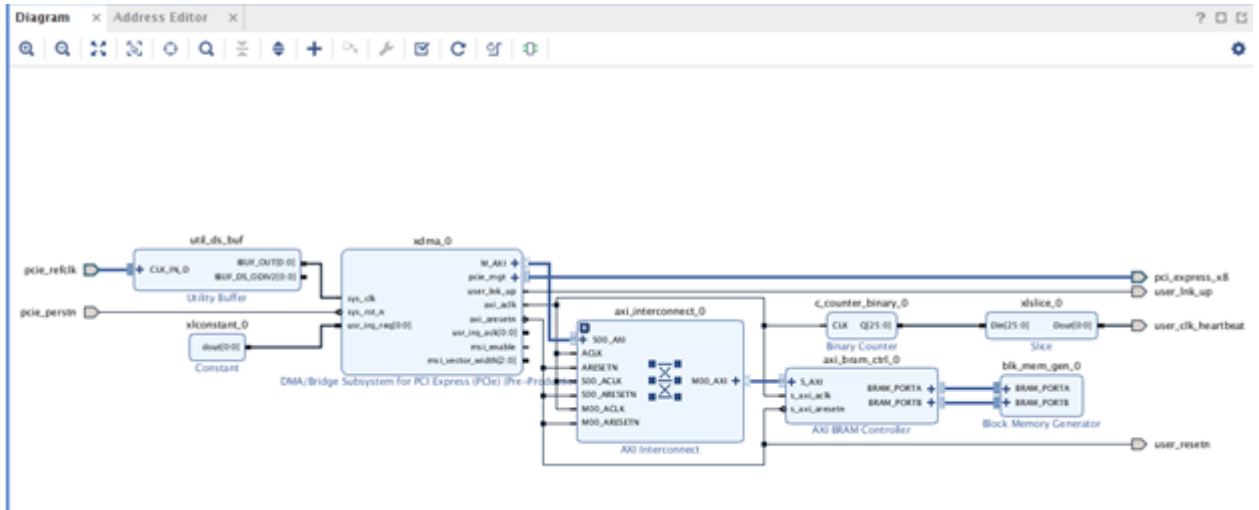 Diagram × Address Editor ×
util_ds_buf
pcie_refclk
CLK_IN_D
IBUF_OUT[0:0]
IBUF_DS_ODIV2[0:0]
Utility Buffer
pcie_perstn
xlconstant_0
dout[0:0]
Constant
xdma_0
sys_clk
sys_rst_n
usr_irq_req[0:0]
M_AXI
pcie_mgt
user_lnk_up
axi_aclk
axi_aresetn
usr_irq_ack[0:0]
msi_enable
msi_vector_width[2:0]
DMA/Bridge Subsystem for PCI Express (PCIe) (Pre-Produ
axi_interconnect_0
S00_AXI
ACLK
ARESETN
S00_ACLK
S00_ARESETN
M00_ACLK
M00_ARESETN
M00_AXI
AXI Interconnect
c_counter_binary_0
CLK
Q[25:0]
Binary Counter
xlslice_0
Din[25:0]
Dout[0:0]
Slice
axi_bram_ctrl_0
S_AXI
s_axi_aclk
s_axi_aresetn
BRAM_PORTA
BRAM_PORTB
AXI BRAM Controller
blk_mem_gen_0
BRAM_PORTA
BRAM_PORTB
Block Memory Generator
pci_express_x8
user_lnk_up
user_clk_heartbeat
user_resetn